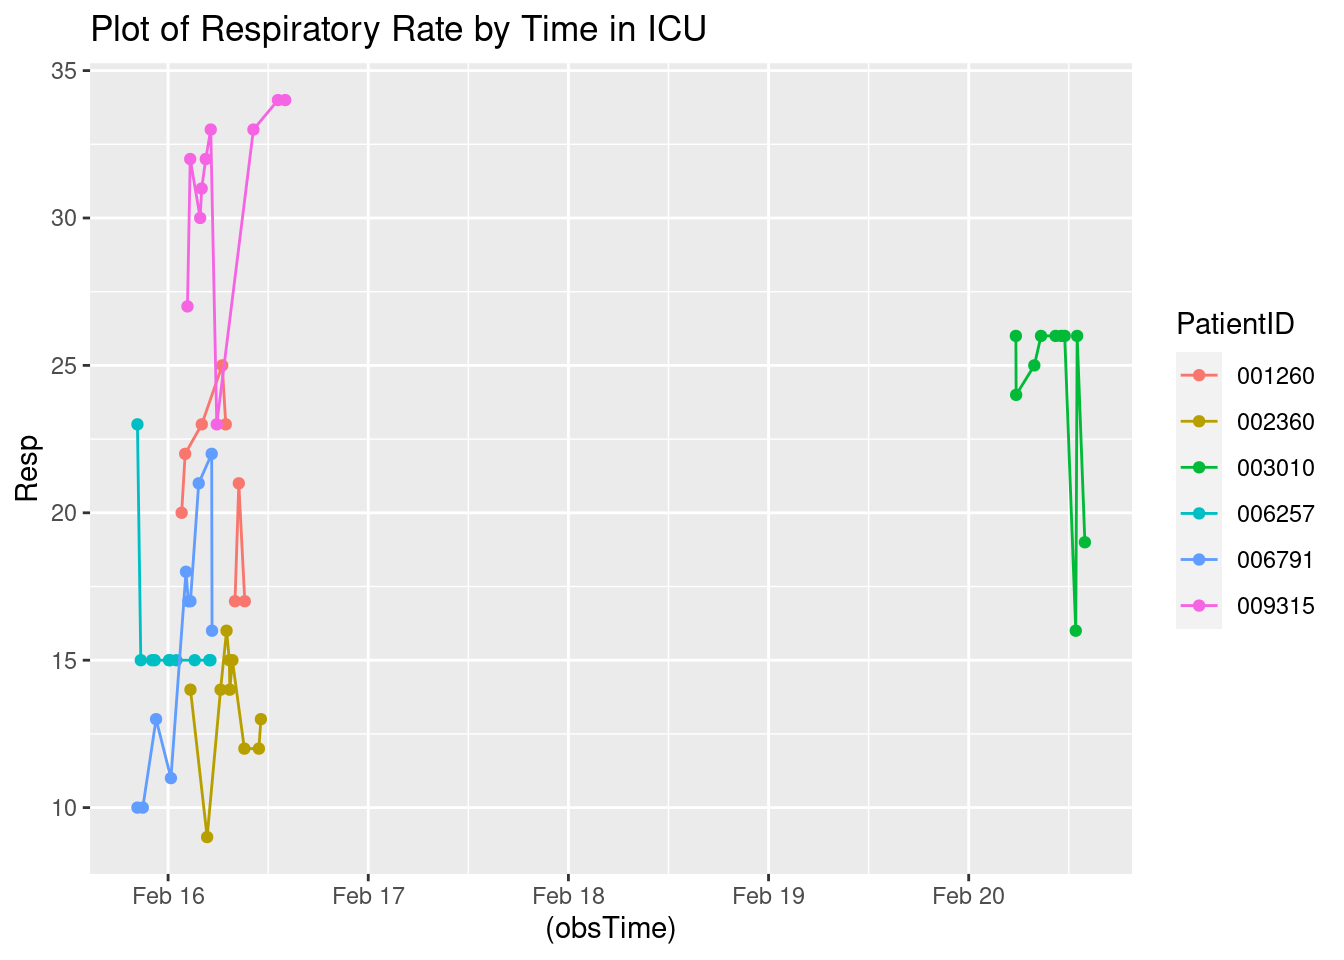 Plot of Respiratory Rate by Time in ICU
35
30
25
20
15
10
Resp
Feb 16
Feb 17
Feb 18
Feb 19
Feb 20
(obsTime)
PatientID
001260
002360
003010
006257
006791
009315